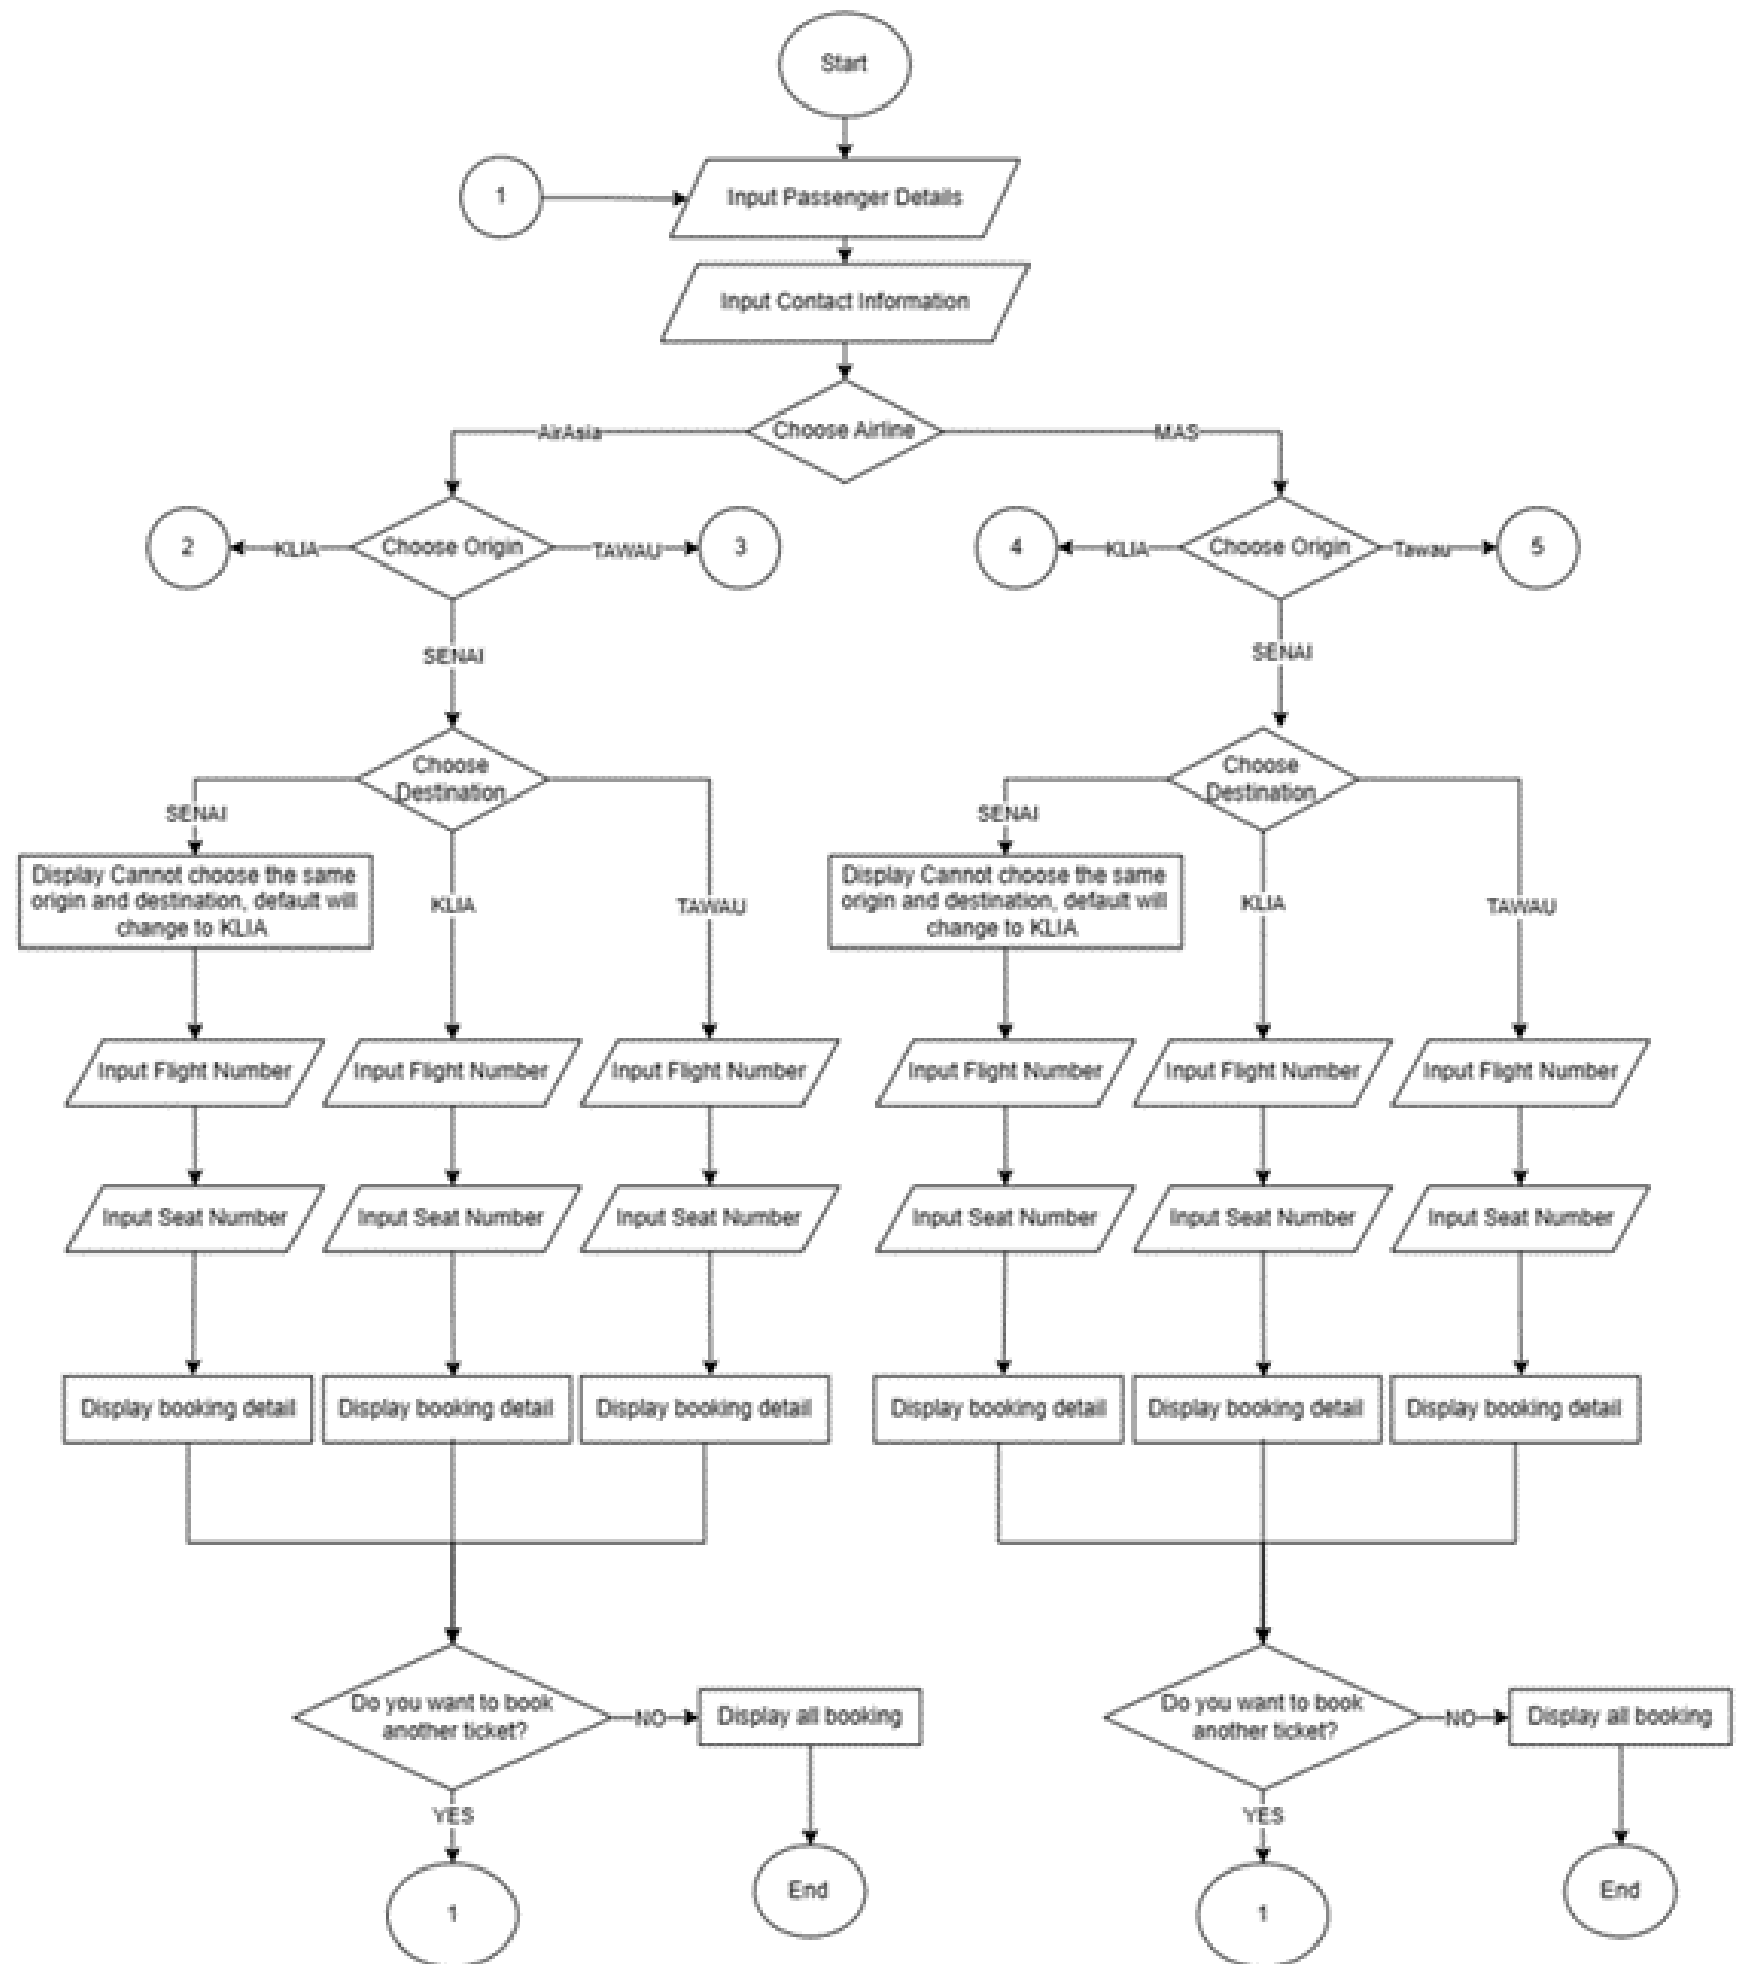 Start
1
Input Passenger Details
Input Contact Information
Choose Airline
AirAsia
MAS
2
KLIA
Choose Origin
TAWAU
3
4
KLIA
Choose Origin
Tawau
5
SENAI
SENAI
Choose
Destination
Choose
Destination
SENAI
SENAI
Display Cannot choose the same
origin and destination, default will
change to KLIA
KLIA
TAWAU
Display Cannot choose the same
origin and destination, default will
change to KLIA
KLIA
TAWAU
Input Flight Number
Input Flight Number
Input Flight Number
Input Flight Number
Input Flight Number
Input Flight Number
Input Seat Number
Input Seat Number
Input Seat Number
Input Seat Number
Input Seat Number
Input Seat Number
Display booking detail
Display booking detail
Display booking detail
Display booking detail
Display booking detail
Display booking detail
Do you want to book
another ticket?
NO
Display all booking
Do you want to book
another ticket?
NO
Display all booking
YES
YES
1
End
1
End